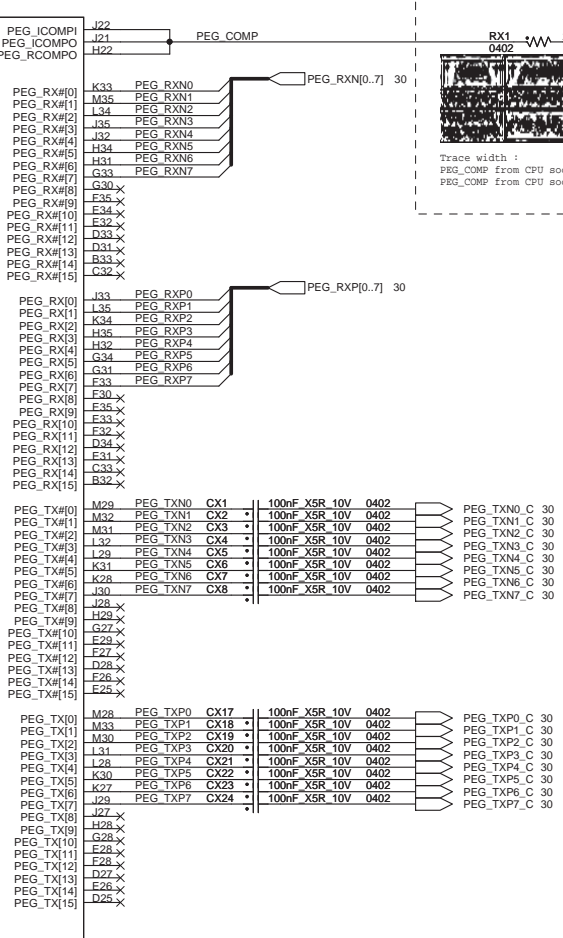 PEG_ICOMPI J22
PEG_ICOMPO J21 PEG_COMP RX1
PEG_RCOMPO H22 0402
PEG_RX#[0] K33 PEG_RXN0 PEG_RXN[0..7] 30
PEG_RX#[1] M35 PEG_RXN1
PEG_RX#[2] L34 PEG_RXN2
PEG_RX#[3] J35 PEG_RXN3
PEG_RX#[4] J32 PEG_RXN4
PEG_RX#[5] H34 PEG_RXN5
PEG_RX#[6] H31 PEG_RXN6
PEG_RX#[7] G33 PEG_RXN7
PEG_RX#[8] G30
PEG_RX#[9] F35
PEG_RX#[10] E34
PEG_RX#[11] E32
PEG_RX#[12] D33
PEG_RX#[13] D31
PEG_RX#[14] B33
PEG_RX#[15] C32
Trace width :
PEG_COMP from CPU soc
PEG_COMP from CPU soc
PEG_RX[0] J33 PEG_RXP0 PEG_RXP[0..7] 30
PEG_RX[1] L35 PEG_RXP1
PEG_RX[2] K34 PEG_RXP2
PEG_RX[3] H35 PEG_RXP3
PEG_RX[4] H32 PEG_RXP4
PEG_RX[5] G34 PEG_RXP5
PEG_RX[6] G31 PEG_RXP6
PEG_RX[7] F33 PEG_RXP7
PEG_RX[8] F30
PEG_RX[9] E35
PEG_RX[10] E33
PEG_RX[11] F32
PEG_RX[12] D34
PEG_RX[13] E31
PEG_RX[14] C33
PEG_RX[15] B32
PEG_TX#[0] M29 PEG_TXN0 CX1 100nF_X5R_10V 0402 PEG_TXN0_C 30
PEG_TX#[1] M32 PEG_TXN1 CX2 100nF_X5R_10V 0402 PEG_TXN1_C 30
PEG_TX#[2] M31 PEG_TXN2 CX3 100nF_X5R_10V 0402 PEG_TXN2_C 30
PEG_TX#[3] L32 PEG_TXN3 CX4 100nF_X5R_10V 0402 PEG_TXN3_C 30
PEG_TX#[4] L29 PEG_TXN4 CX5 100nF_X5R_10V 0402 PEG_TXN4_C 30
PEG_TX#[5] K31 PEG_TXN5 CX6 100nF_X5R_10V 0402 PEG_TXN5_C 30
PEG_TX#[6] K28 PEG_TXN6 CX7 100nF_X5R_10V 0402 PEG_TXN6_C 30
PEG_TX#[7] J30 PEG_TXN7 CX8 100nF_X5R_10V 0402 PEG_TXN7_C 30
PEG_TX#[8] J28
PEG_TX#[9] H29
PEG_TX#[10] G27
PEG_TX#[11] E29
PEG_TX#[12] F27
PEG_TX#[13] D28
PEG_TX#[14] F26
PEG_TX#[15] E25
PEG_TX[0] M28 PEG_TXP0 CX17 100nF_X5R_10V 0402 PEG_TXP0_C 30
PEG_TX[1] M33 PEG_TXP1 CX18 100nF_X5R_10V 0402 PEG_TXP1_C 30
PEG_TX[2] M30 PEG_TXP2 CX19 100nF_X5R_10V 0402 PEG_TXP2_C 30
PEG_TX[3] L31 PEG_TXP3 CX20 100nF_X5R_10V 0402 PEG_TXP3_C 30
PEG_TX[4] L28 PEG_TXP4 CX21 100nF_X5R_10V 0402 PEG_TXP4_C 30
PEG_TX[5] K30 PEG_TXP5 CX22 100nF_X5R_10V 0402 PEG_TXP5_C 30
PEG_TX[6] K27 PEG_TXP6 CX23 100nF_X5R_10V 0402 PEG_TXP6_C 30
PEG_TX[7] J29 PEG_TXP7 CX24 100nF_X5R_10V 0402 PEG_TXP7_C 30
PEG_TX[8] J27
PEG_TX[9] H28
PEG_TX[10] G28
PEG_TX[11] E28
PEG_TX[12] F28
PEG_TX[13] D27
PEG_TX[14] E26
PEG_TX[15] D25